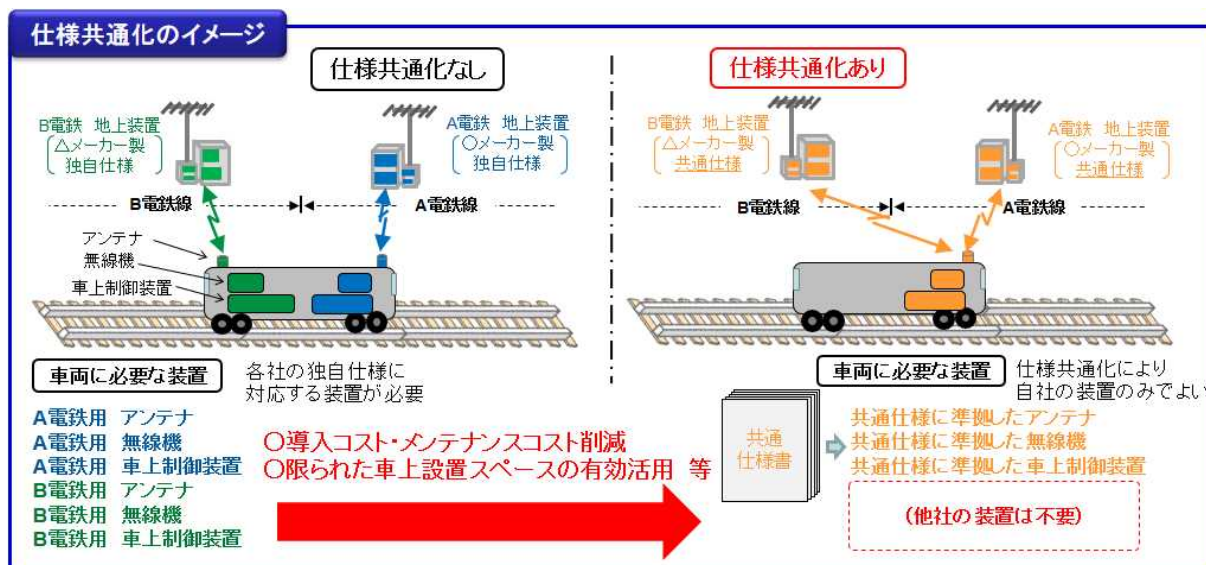 仕様共通化のイメージ
仕様共通化なし
B電鉄 地上装置
△メーカー製
独自仕様
A電鉄 地上装置
○メーカー製
独自仕様
B電鉄線
A電鉄線
アンテナ
無線機
車上制御装置
車両に必要な装置
各社の独自仕様に
対応する装置が必要
A電鉄用 アンテナ
A電鉄用 無線機
A電鉄用 車上制御装置
B電鉄用 アンテナ
B電鉄用 無線機
B電鉄用 車上制御装置
○導入コスト・メンテナンスコスト削減
○限られた車上設置スペースの有効活用 等
仕様共通化あり
B電鉄 地上装置
△メーカー製
共通仕様
A電鉄 地上装置
○メーカー製
共通仕様
B電鉄線
A電鉄線
車両に必要な装置
仕様共通化により
自社の装置のみでよい
共通
仕様書
共通仕様に準拠したアンテナ
共通仕様に準拠した無線機
共通仕様に準拠した車上制御装置
(他社の装置は不要)